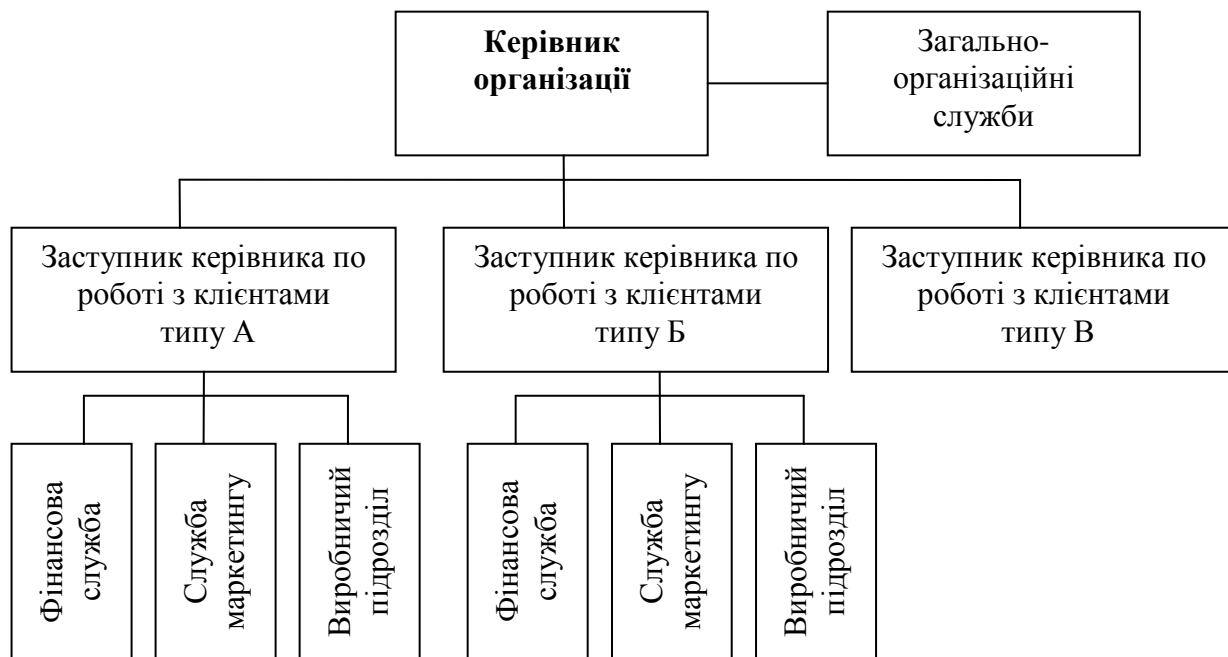 Керівник
організації
Загально-
організаційні
служби
Заступник керівника по
роботі з клієнтами
типу А
Заступник керівника по
роботі з клієнтами
типу Б
Заступник керівника по
роботі з клієнтами
типу В
Фінансова
служба
Служба
маркетингу
Виробничий
підрозділ
Фінансова
служба
Служба
маркетингу
Виробничий
підрозділ